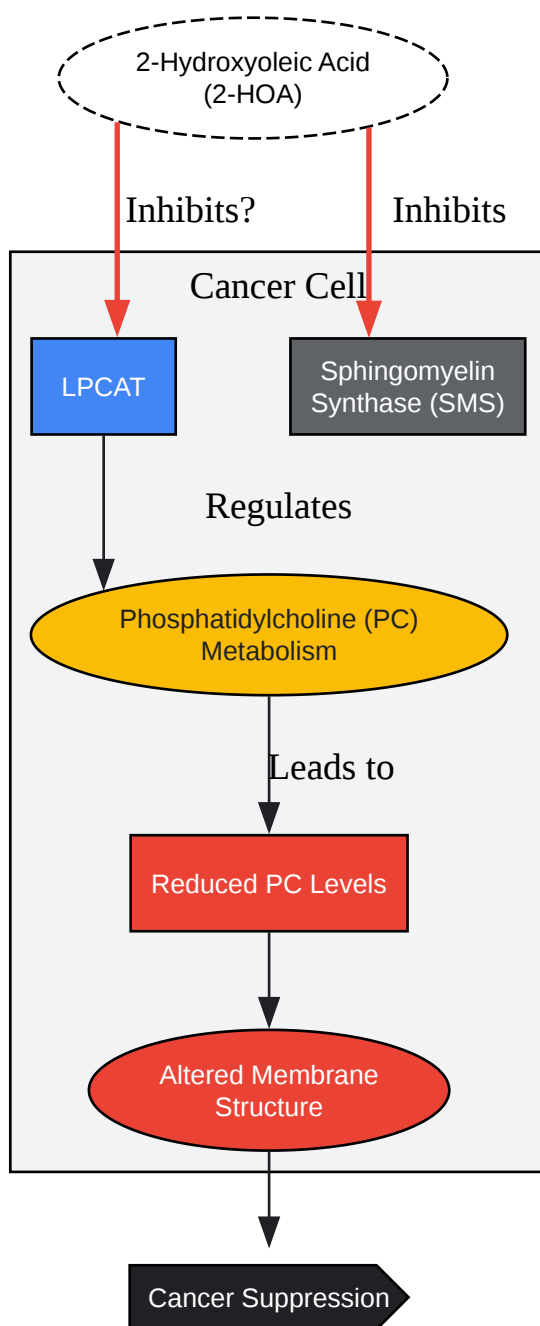 2-Hydroxyoleic Acid
(2-HOA)
Inhibits?
Inhibits
Cancer Cell
LPCAT
Sphingomyelin
Synthase (SMS)
Regulates
Phosphatidylcholine (PC)
Metabolism
Leads to
Reduced PC Levels
Altered Membrane
Structure
Cancer Suppression